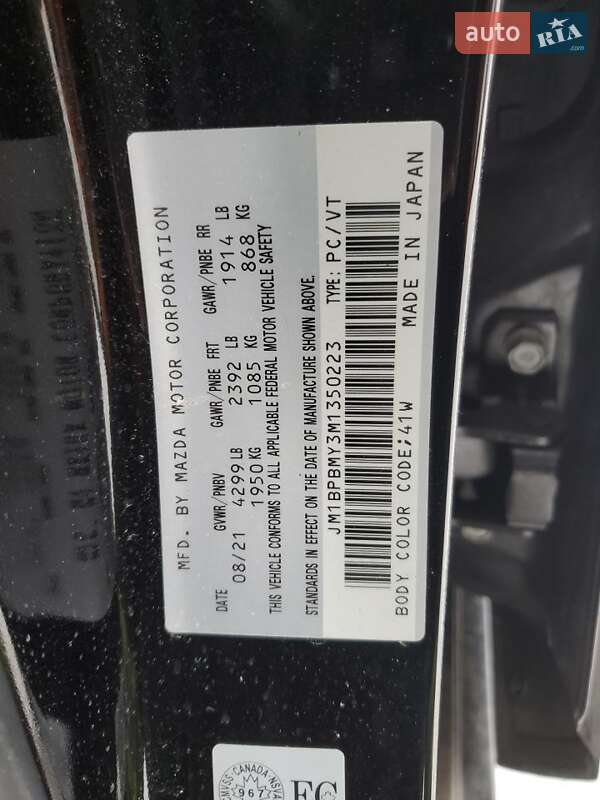 auto RIA.com
MFD. BY MAZDA MOTOR CORPORATION
GVWR/PNBV GAWR/PNBE FRT GAWR/PNBE RR
DATE 08/21 4299 LB 2392 LB 1914 LB
1950 KG 1085 KG 868 KG
THIS VEHICLE CONFORMS TO ALL APPLICABLE FEDERAL MOTOR VEHICLE SAFETY
STANDARDS IN EFFECT ON THE DATE OF MANUFACTURE SHOWN ABOVE.
JM1BPBMY3M1350223 TYPE: PC/VT
BODY COLOR CODE;41W MADE IN JAPAN
CANADA
967